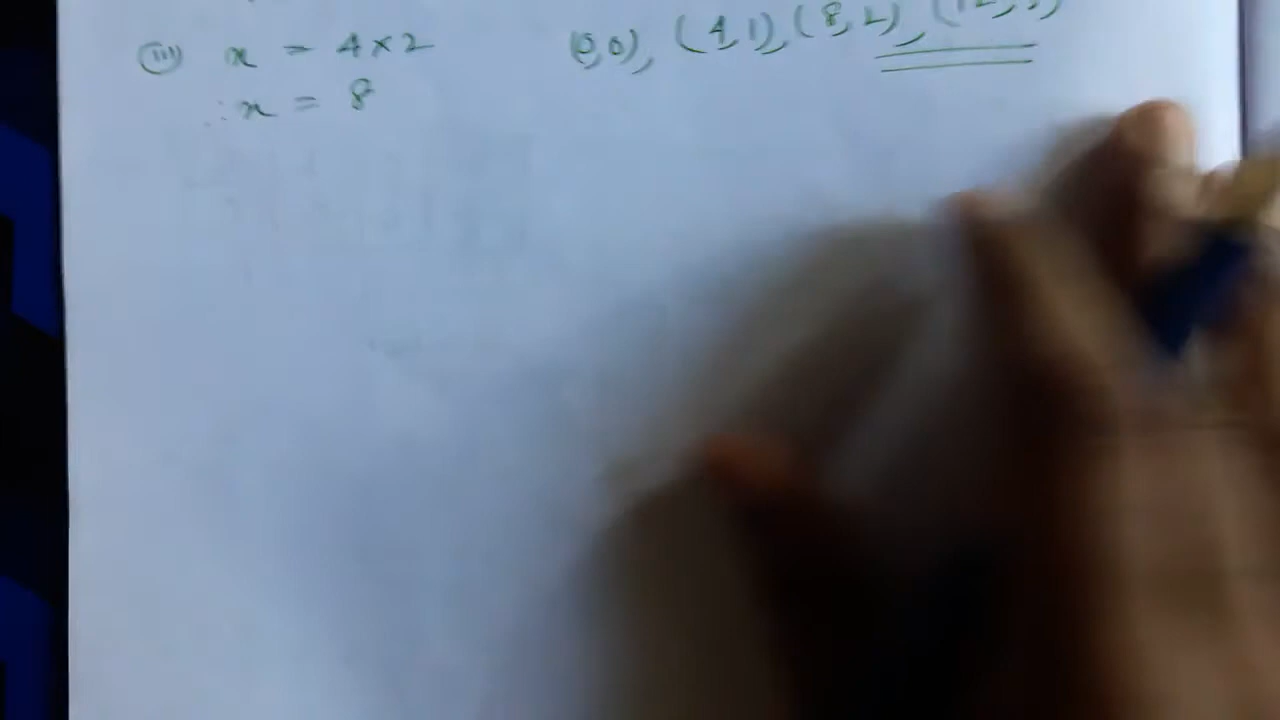 (iii) x = 4×2 (0,0), (4,1), (8,2),
∴ x = 8